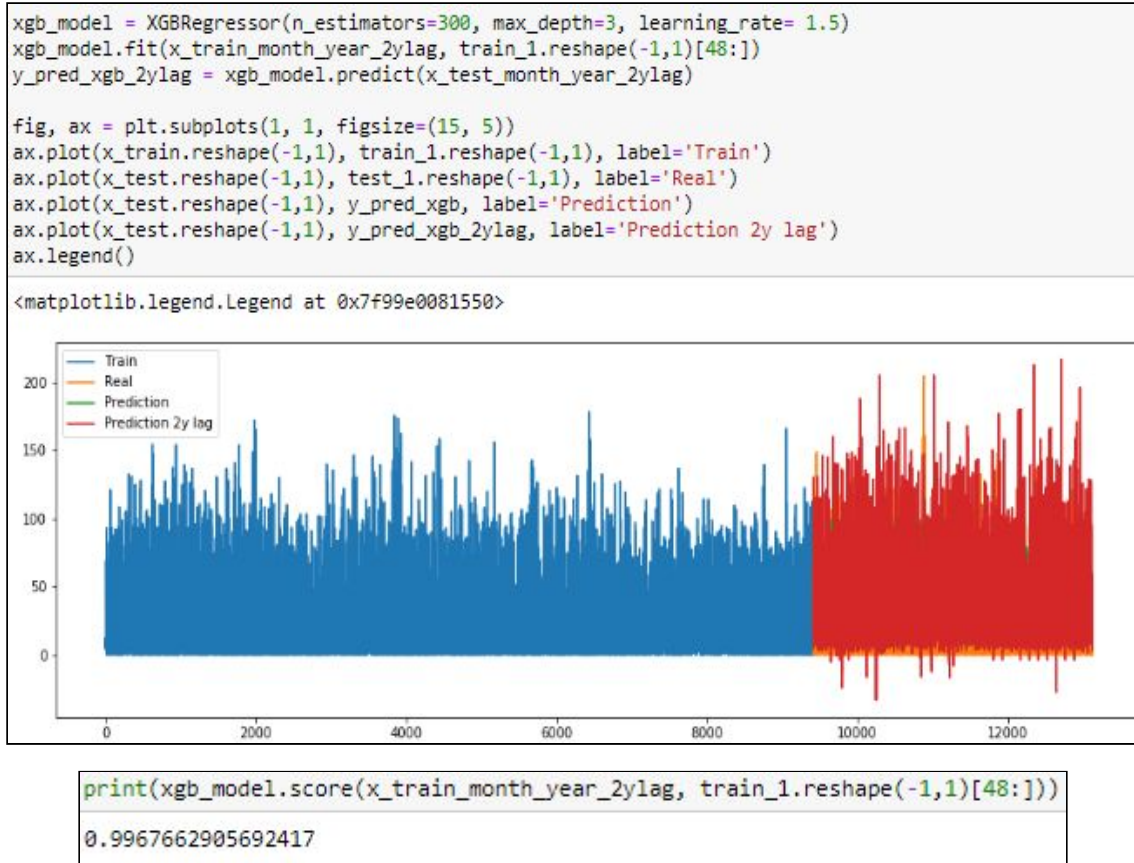 xgb_model = XGBRegressor(n_estimators=300, max_depth=3, learning_rate= 1.5)
xgb_model.fit(x_train_month_year_2ylag, train_1.reshape(-1,1)[48:])
y_pred_xgb_2ylag = xgb_model.predict(x_test_month_year_2ylag)
fig, ax = plt.subplots(1, 1, figsize=(15, 5))
ax.plot(x_train.reshape(-1,1), train_1.reshape(-1,1), label='Train')
ax.plot(x_test.reshape(-1,1), test_1.reshape(-1,1), label='Real')
ax.plot(x_test.reshape(-1,1), y_pred_xgb, label='Prediction')
ax.plot(x_test.reshape(-1,1), y_pred_xgb_2ylag, label='Prediction 2y lag')
ax.legend()
<matplotlib.legend.Legend at 0x7f99e0081550>
Train
Real
Prediction
Prediction 2y lag
200
150
100
50
0
0 2000 4000 6000 8000 10000 12000
print(xgb_model.score(x_train_month_year_2ylag, train_1.reshape(-1,1)[48:]))
0.9967662905692417